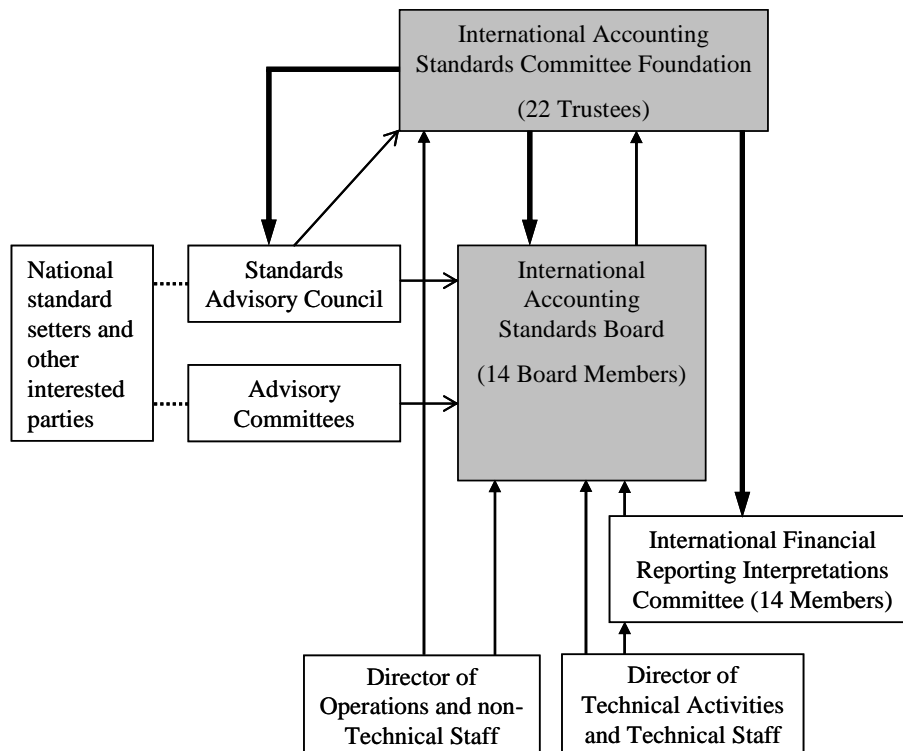 International Accounting
Standards Committee Foundation
(22 Trustees)
National
standard
setters and
other
interested
parties
Standards
Advisory Council
Advisory
Committees
International
Accounting
Standards Board
(14 Board Members)
International Financial
Reporting Interpretations
Committee (14 Members)
Director of
Operations and non-
Technical Staff
Director of
Technical Activities
and Technical Staff